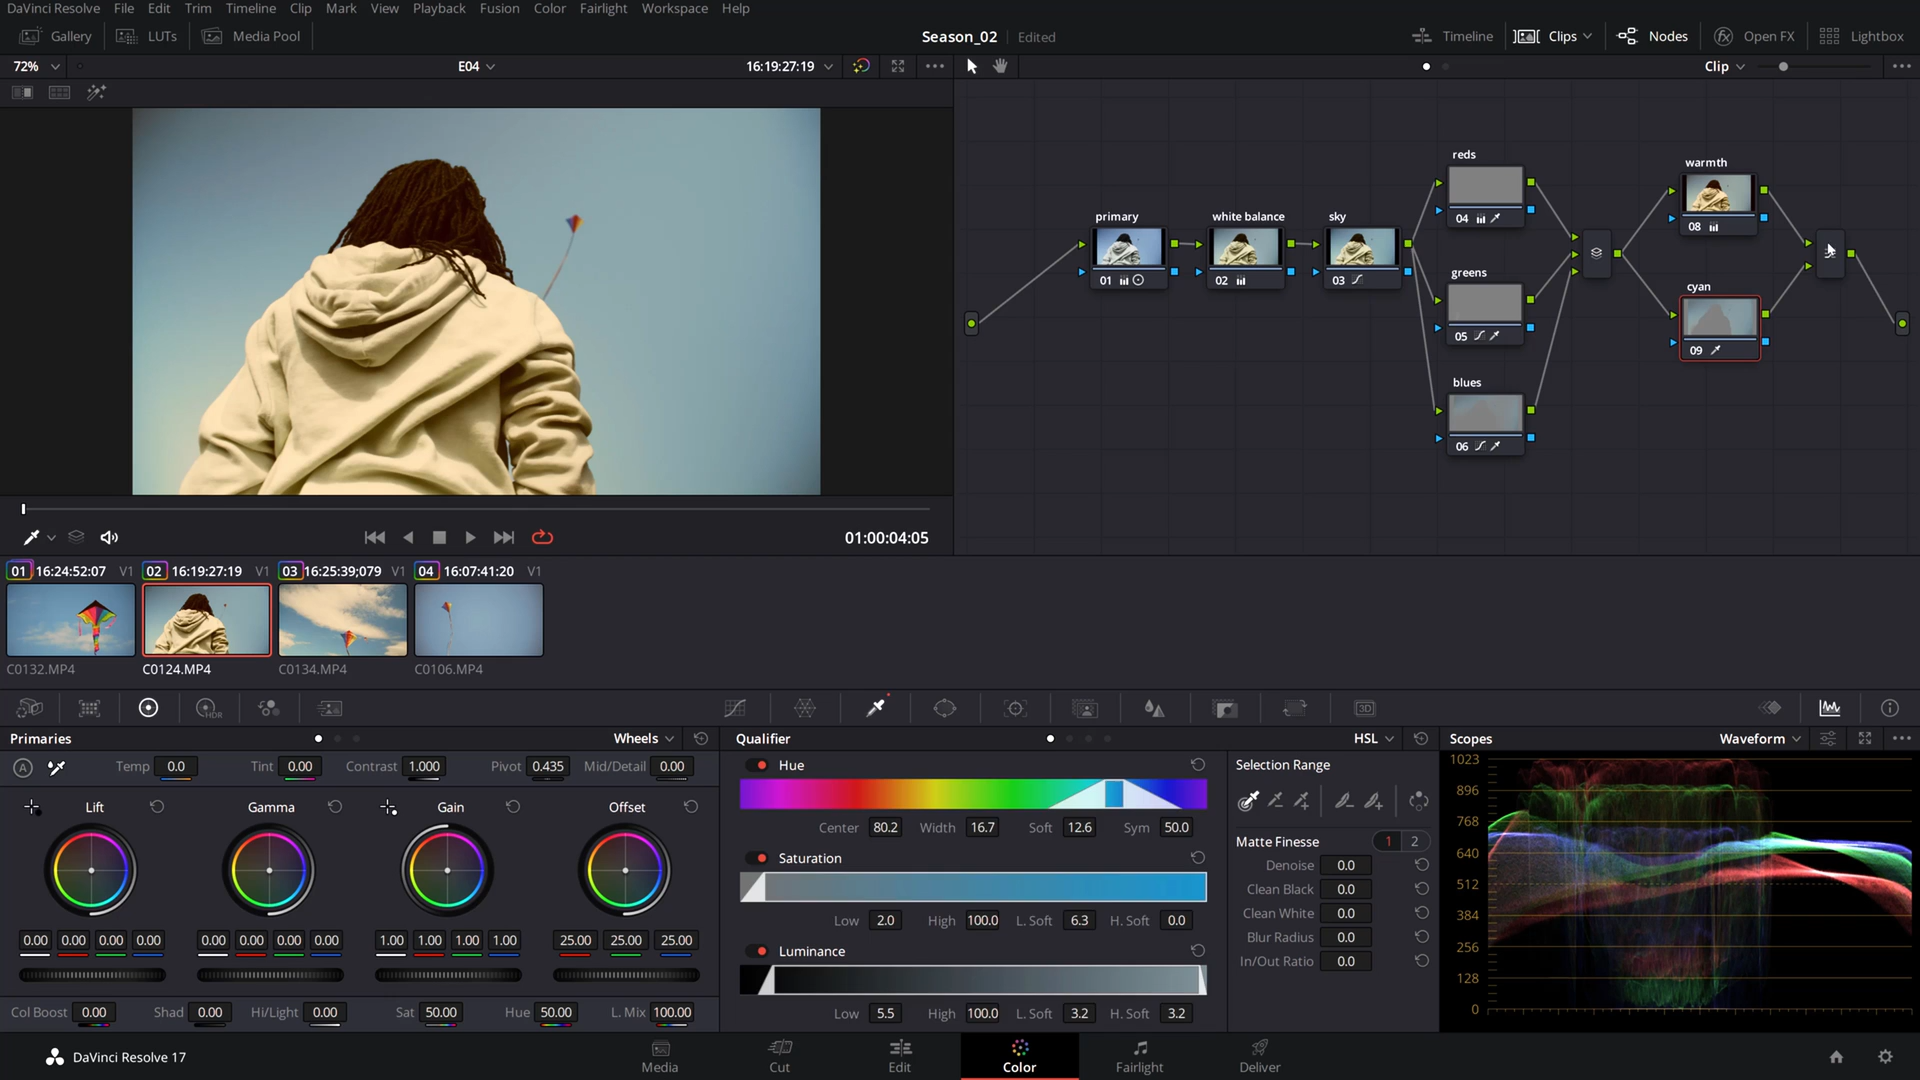 DaVinci Resolve File Edit Trim Timeline Clip Mark View Playback Fusion Color Fairlight Workspace Help
Gallery LUTs Media Pool Season_02 Edited Timeline Clips Nodes Open FX Lightbox
72% E04 16:19:27:19 Clip
reds
warmth
primary white balance sky
04
08
greens
01 02 03
cyan
05
09
blues
06
01:00:04:05
01 16:24:52:07 V1 02 16:19:27:19 V1 03 16:25:39;079 V1 04 16:07:41:20 V1
C0132.MP4 C0124.MP4 C0134.MP4 C0106.MP4
HDR 3D
Primaries Wheels Qualifier HSL Scopes Waveform
A Temp 0.0 Tint 0.00 Contrast 1.000 Pivot 0.435 Mid/Detail 0.00
Hue Selection Range
Lift Gamma Gain Offset
Center 80.2 Width 16.7 Soft 12.6 Sym 50.0
Saturation
Matte Finesse 1 2
Denoise 0.0
Clean Black 0.0
Clean White 0.0
Low 2.0 High 100.0 L. Soft 6.3 H. Soft 0.0
Blur Radius 0.0
0.00 0.00 0.00 0.00 0.00 0.00 0.00 0.00 1.00 1.00 1.00 1.00 25.00 25.00 25.00
Luminance
In/Out Ratio 0.0
Col Boost 0.00 Shad 0.00 Hi/Light 0.00 Sat 50.00 Hue 50.00 L. Mix 100.00
Low 5.5 High 100.0 L. Soft 3.2 H. Soft 3.2
1023
896
768
640
512
384
256
128
0
DaVinci Resolve 17
Media Cut Edit Color Fairlight Deliver